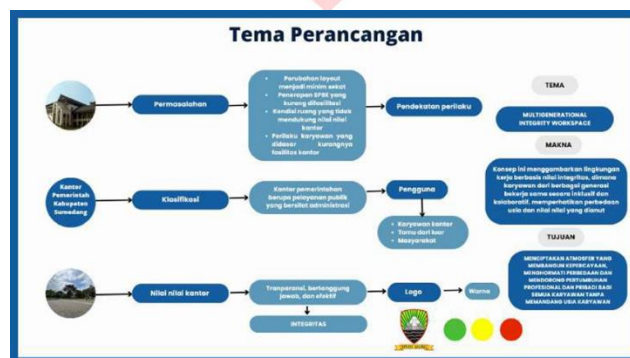 Tema Perancangan
Permasalahan
Perubahan layout
menjadi minim sekat
Penerapan SPBE yang
kurang difasilitasi
Kondisi ruang yang tidak
mendukung nilai nilai
kantor
Perilaku karyawan yang
didasar kurangnya
fasilitas kantor
Pendekatan perilaku
TEMA
MULTIGENERATIONAL
INTEGRITY WORKSPACE
MAKNA
Konsep ini menggambarkan lingkungan
kerja berbasis nilai integritas, dimana
karyawan dari berbagai generasi
bekerja sama secara inklusif dan
kolaboratif, memperhatikan perbedaan
usia dan nilai nilai yang dianut
Kantor
Pemerintah
Kabupaten
Sumedang
Klasifikasi
Kantor pemerintahan
berupa pelayanan publik
yang bersifat administrasi
Pengguna
Karyawan kantor
Tamu dari luar
Masyarakat
TUJUAN
MENCIPTAKAN ATMOSFER YANG
MEMBANGUN KEPERCAYAAN,
MENGHORMATI PERBEDAAN DAN
MENDORONG PERTUMBUHAN
PROFESIONAL DAN PRIBADI BAGI
SEMUA KARYAWAN TANPA
MEMANDANG USIA KARYAWAN
Nilai nilai kantor
Tranparansi, bertanggung
jawab, dan efektif
INTEGRITAS
Logo
Warna